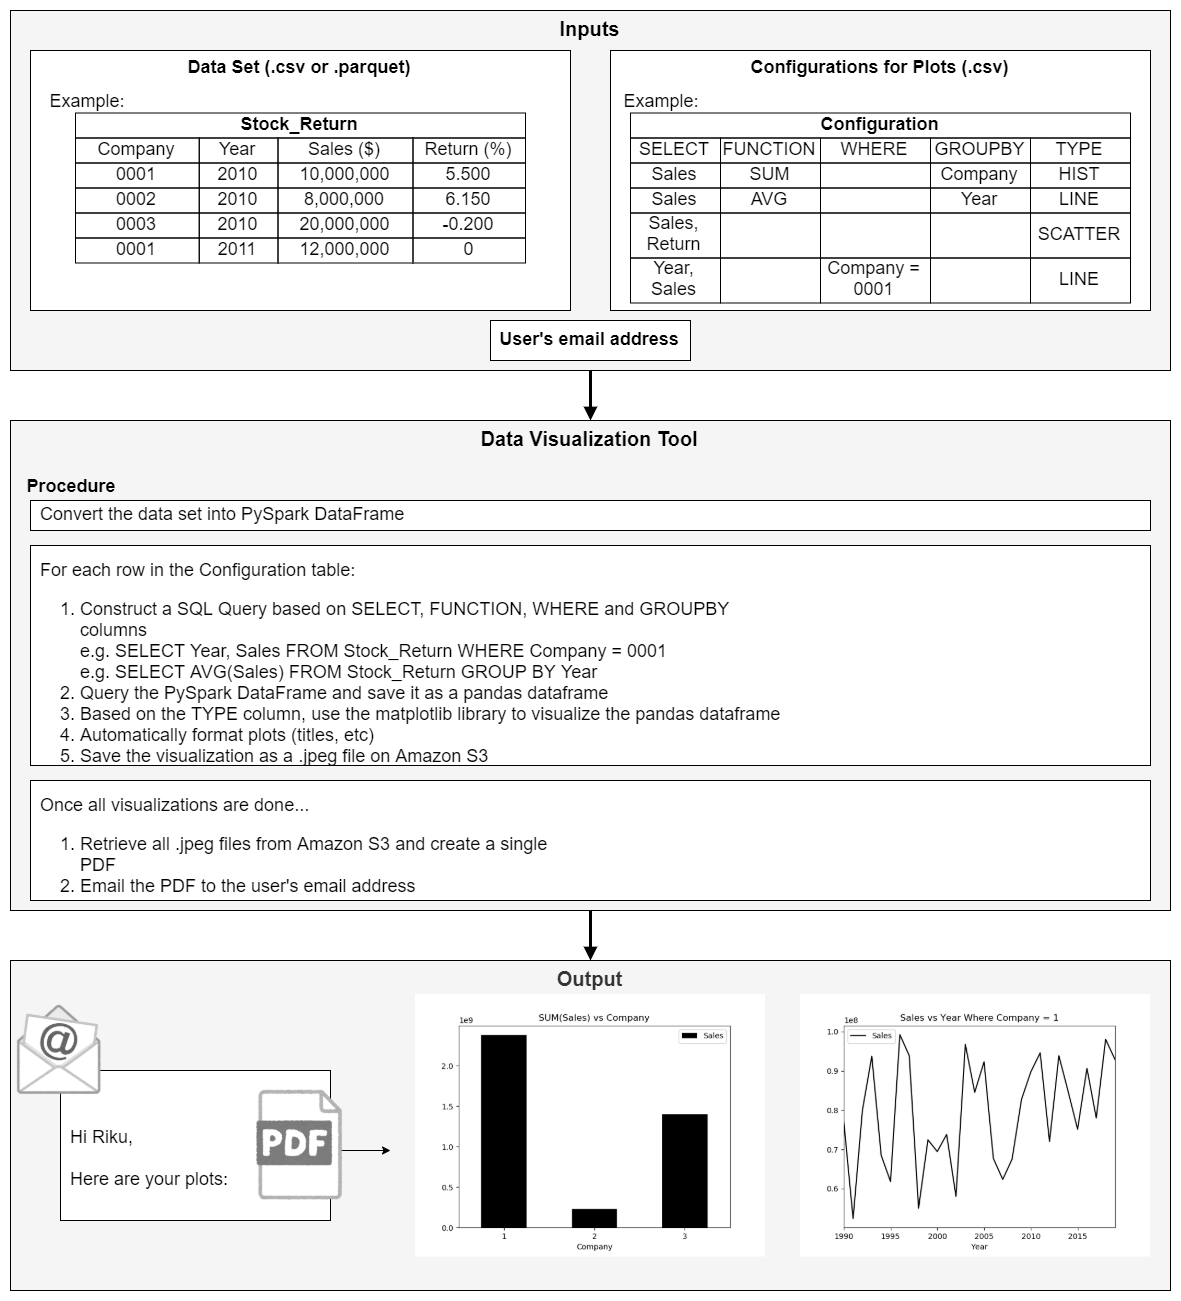 Inputs
Data Set (.csv or .parquet)
Example:
Stock_Return
Company Year Sales ($) Return (%)
0001 2010 10,000,000 5.500
0002 2010 8,000,000 6.150
0003 2010 20,000,000 -0.200
0001 2011 12,000,000 0
Configurations for Plots (.csv)
Example:
Configuration
SELECT FUNCTION WHERE GROUPBY TYPE
Sales SUM Company HIST
Sales AVG Year LINE
Sales,
Return SCATTER
Year,
Sales Company =
0001 LINE
User's email address
Data Visualization Tool
Procedure
Convert the data set into PySpark DataFrame
For each row in the Configuration table:
1. Construct a SQL Query based on SELECT, FUNCTION, WHERE and GROUPBY
columns
e.g. SELECT Year, Sales FROM Stock_Return WHERE Company = 0001
e.g. SELECT AVG(Sales) FROM Stock_Return GROUP BY Year
2. Query the PySpark DataFrame and save it as a pandas dataframe
3. Based on the TYPE column, use the matplotlib library to visualize the pandas dataframe
4. Automatically format plots (titles, etc)
5. Save the visualization as a .jpeg file on Amazon S3
Once all visualizations are done...
1. Retrieve all .jpeg files from Amazon S3 and create a single
PDF
2. Email the PDF to the user's email address
Output
@
Hi Riku,
Here are your plots:
PDF
SUM(Sales) vs Company
1e9
Sales
2.0
1.5
1.0
0.5
0.0
1 2 3
Company
Sales vs Year Where Company = 1
1e8
Sales
1.0
0.9
0.8
0.7
0.6
1990 1995 2000 2005 2010 2015
Year